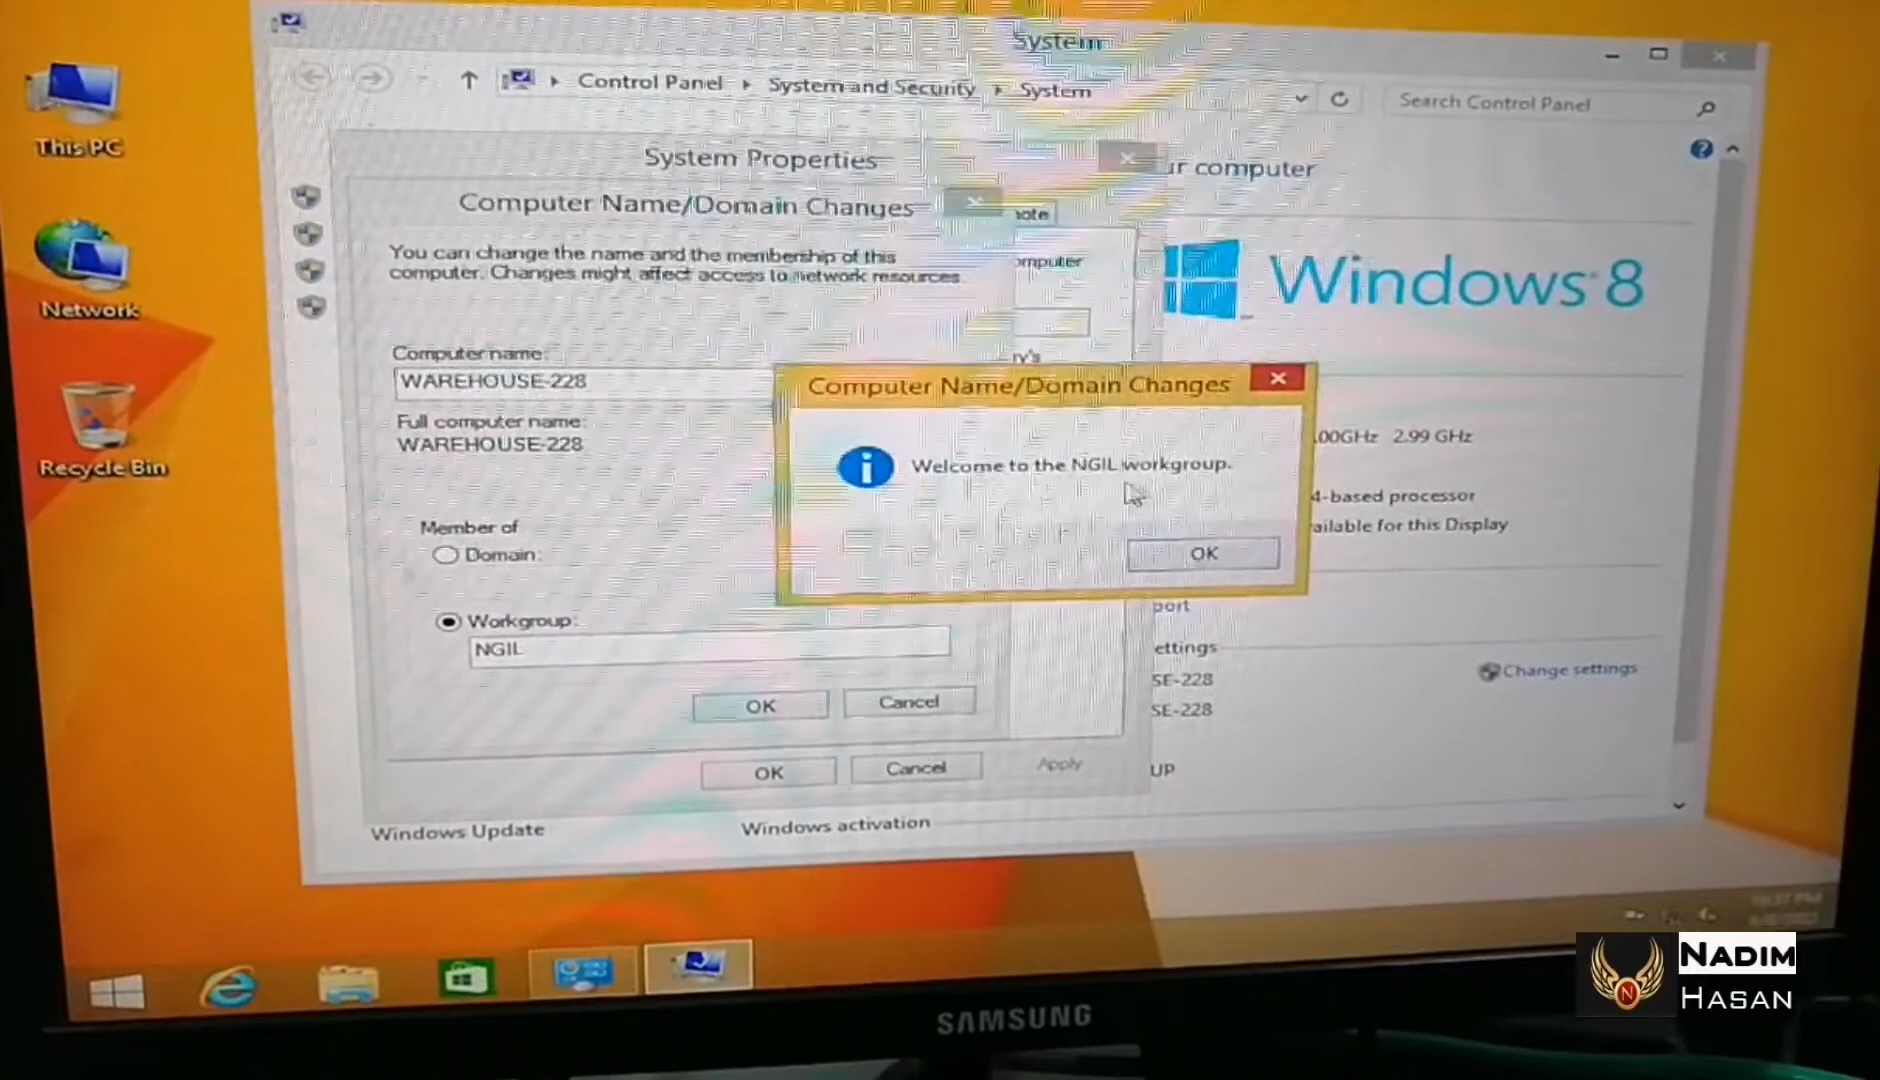 System
Control Panel
System and Security
System
Search Control Panel
This PC
Network
Recycle Bin
System Properties
ur computer
Computer Name/Domain Changes
note
You can change the name and the membership of this
computer. Changes might affect access to network resources.
omputer
Windows 8
Computer name:
WAREHOUSE-228
ry's
Full computer name:
WAREHOUSE-228
Computer Name/Domain Changes
Welcome to the NGIL workgroup.
OK
.00GHz 2.99 GHz
4-based processor
ailable for this Display
Member of
Domain:
Workgroup:
NGIL
OK
Cancel
port
ettings
SE-228
SE-228
Change settings
OK
Cancel
Apply
UP
Windows Update
Windows activation
NADIM
HASAN
SAMSUNG